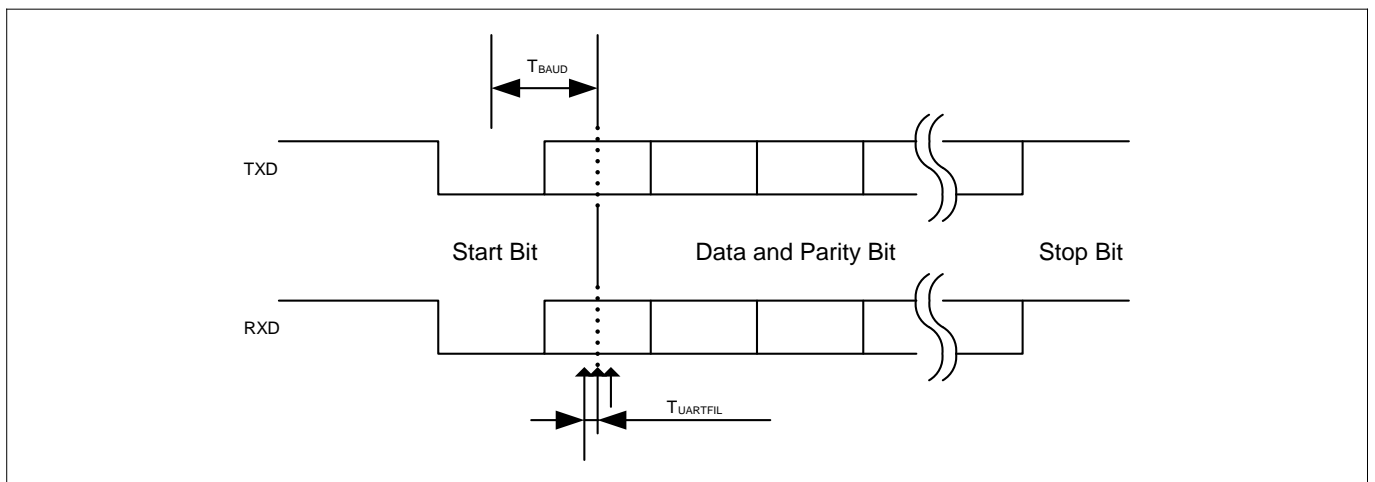 TBAUD
TXD
Start Bit
Data and Parity Bit
Stop Bit
RXD
TUARTFIL